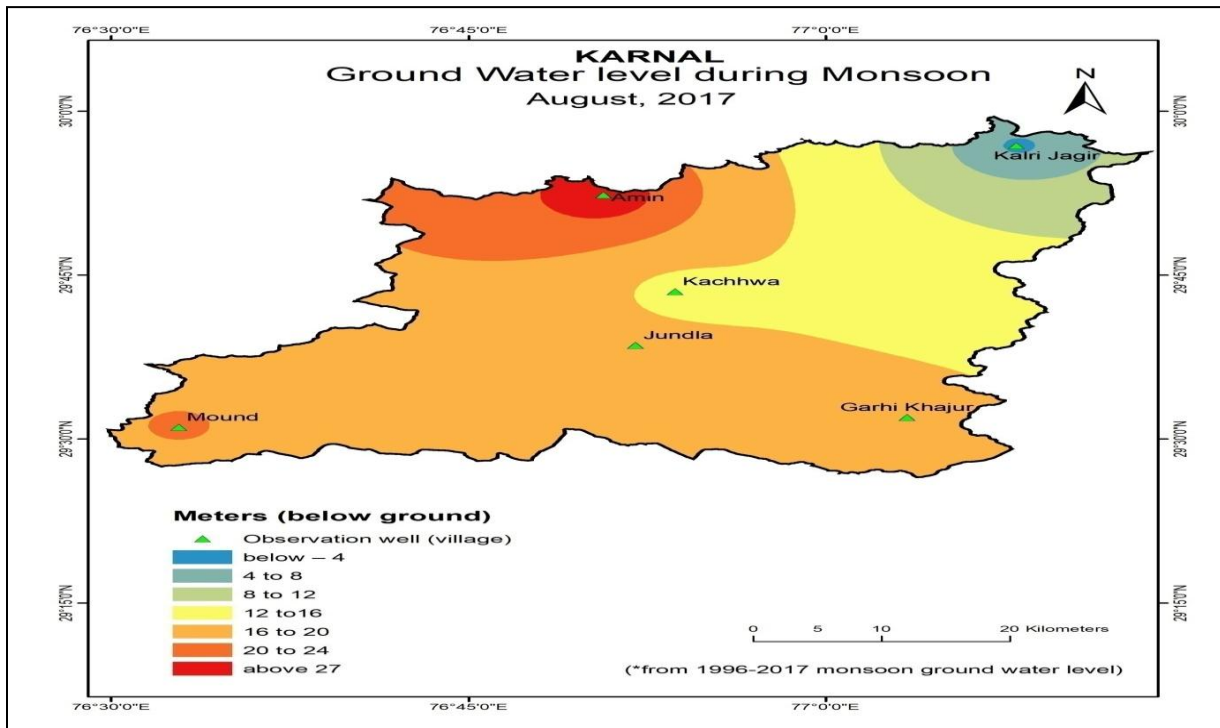 76°30'0"E 76°45'0"E 77°0'0"E
KARNAL
Ground Water level during Monsoon
August, 2017
N
30°0'0"N 30°0'0"N
Kalri Jagir
Amin
29°45'0"N 29°45'0"N
Kachhwa
Jundla
Garhi Khajur
Mound
29°30'0"N 29°30'0"N
Meters (below ground)
Observation well (village)
below – 4
4 to 8
8 to 12
12 to16
16 to 20
20 to 24
above 27
29°15'0"N 29°15'0"N
0 5 10 20 Kilometers
(*from 1996-2017 monsoon ground water level)
76°30'0"E 76°45'0"E 77°0'0"E